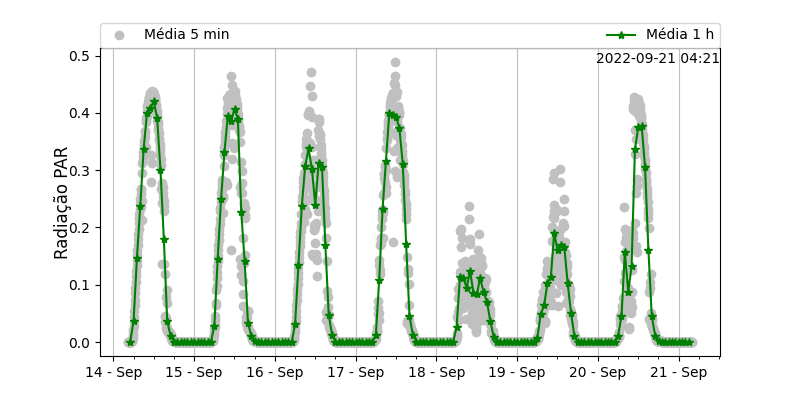 Média 5 min
Média 1 h
2022-09-21 04:21
Radiação PAR
0.5
0.4
0.3
0.2
0.1
0.0
14 - Sep
15 - Sep
16 - Sep
17 - Sep
18 - Sep
19 - Sep
20 - Sep
21 - Sep